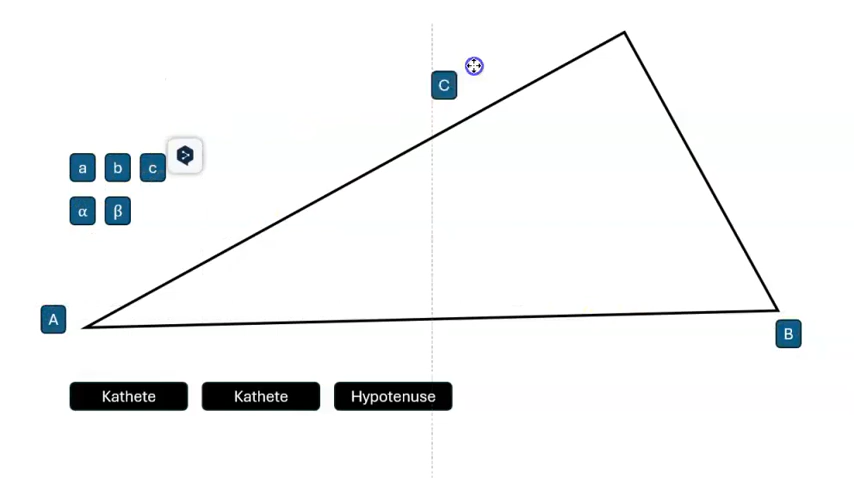 C
a b c
α β
A
B
Kathete Kathete Hypotenuse